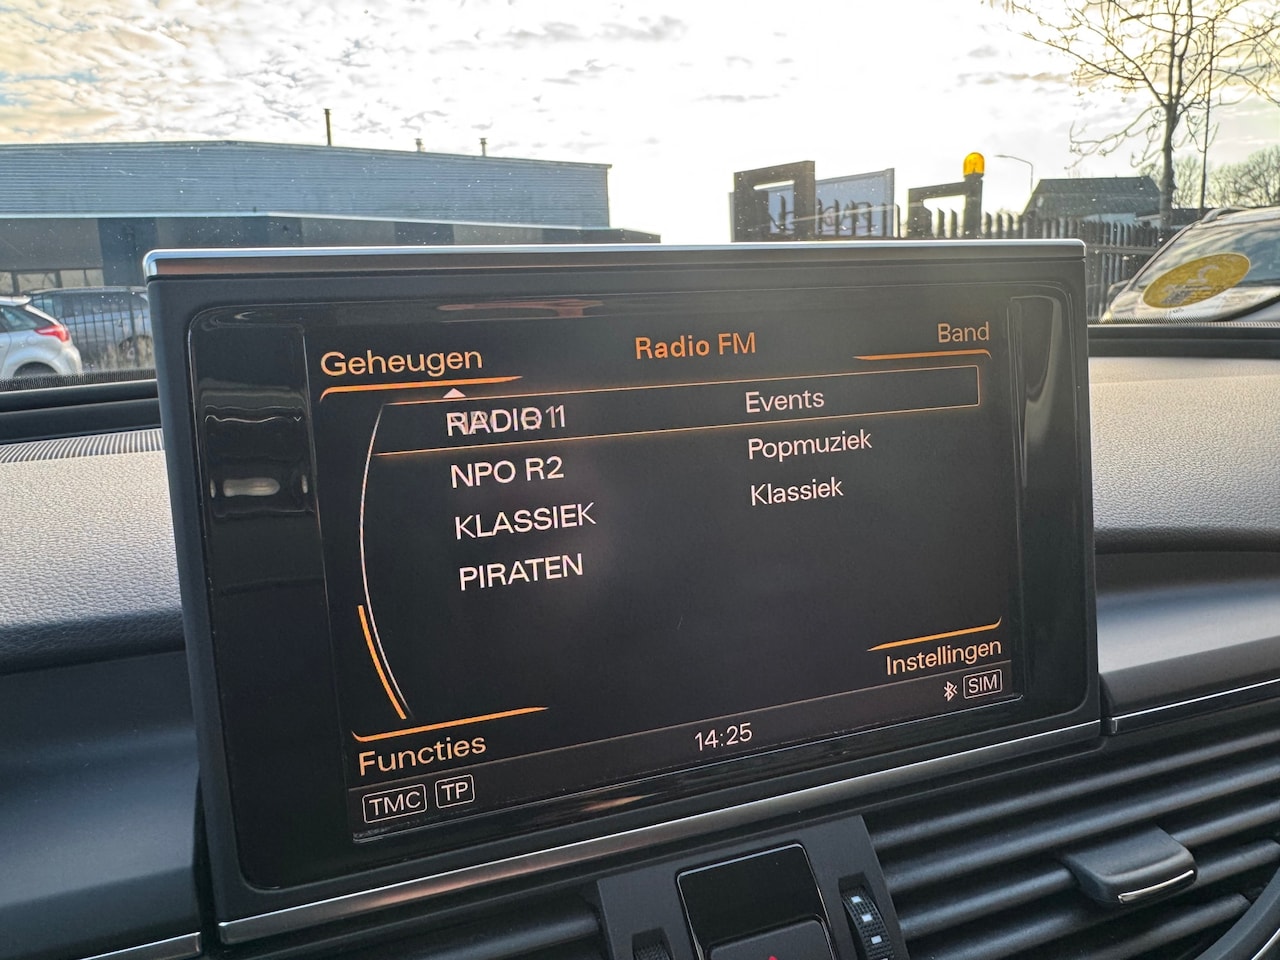 Geheugen
Radio FM
Band
RADIO 11 Events
NPO R2 Popmuziek
KLASSIEK Klassiek
PIRATEN
Instellingen
SIM
Functies
14:25
TMC TP